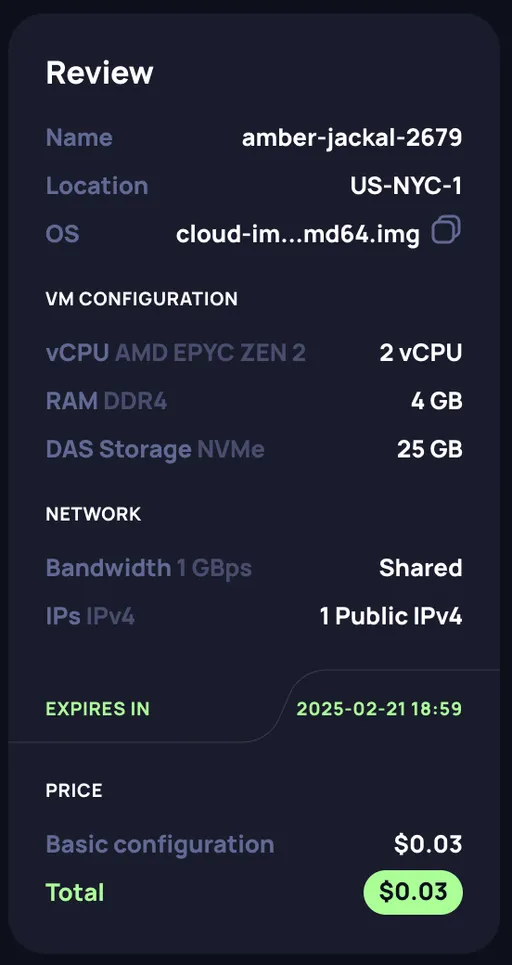 Review
Name amber-jackal-2679
Location US-NYC-1
OS cloud-im...md64.img
VM CONFIGURATION
vCPU AMD EPYC ZEN 2 2 vCPU
RAM DDR4 4 GB
DAS Storage NVMe 25 GB
NETWORK
Bandwidth 1 GBps Shared
IPs IPv4 1 Public IPv4
EXPIRES IN 2025-02-21 18:59
PRICE
Basic configuration $0.03
Total $0.03